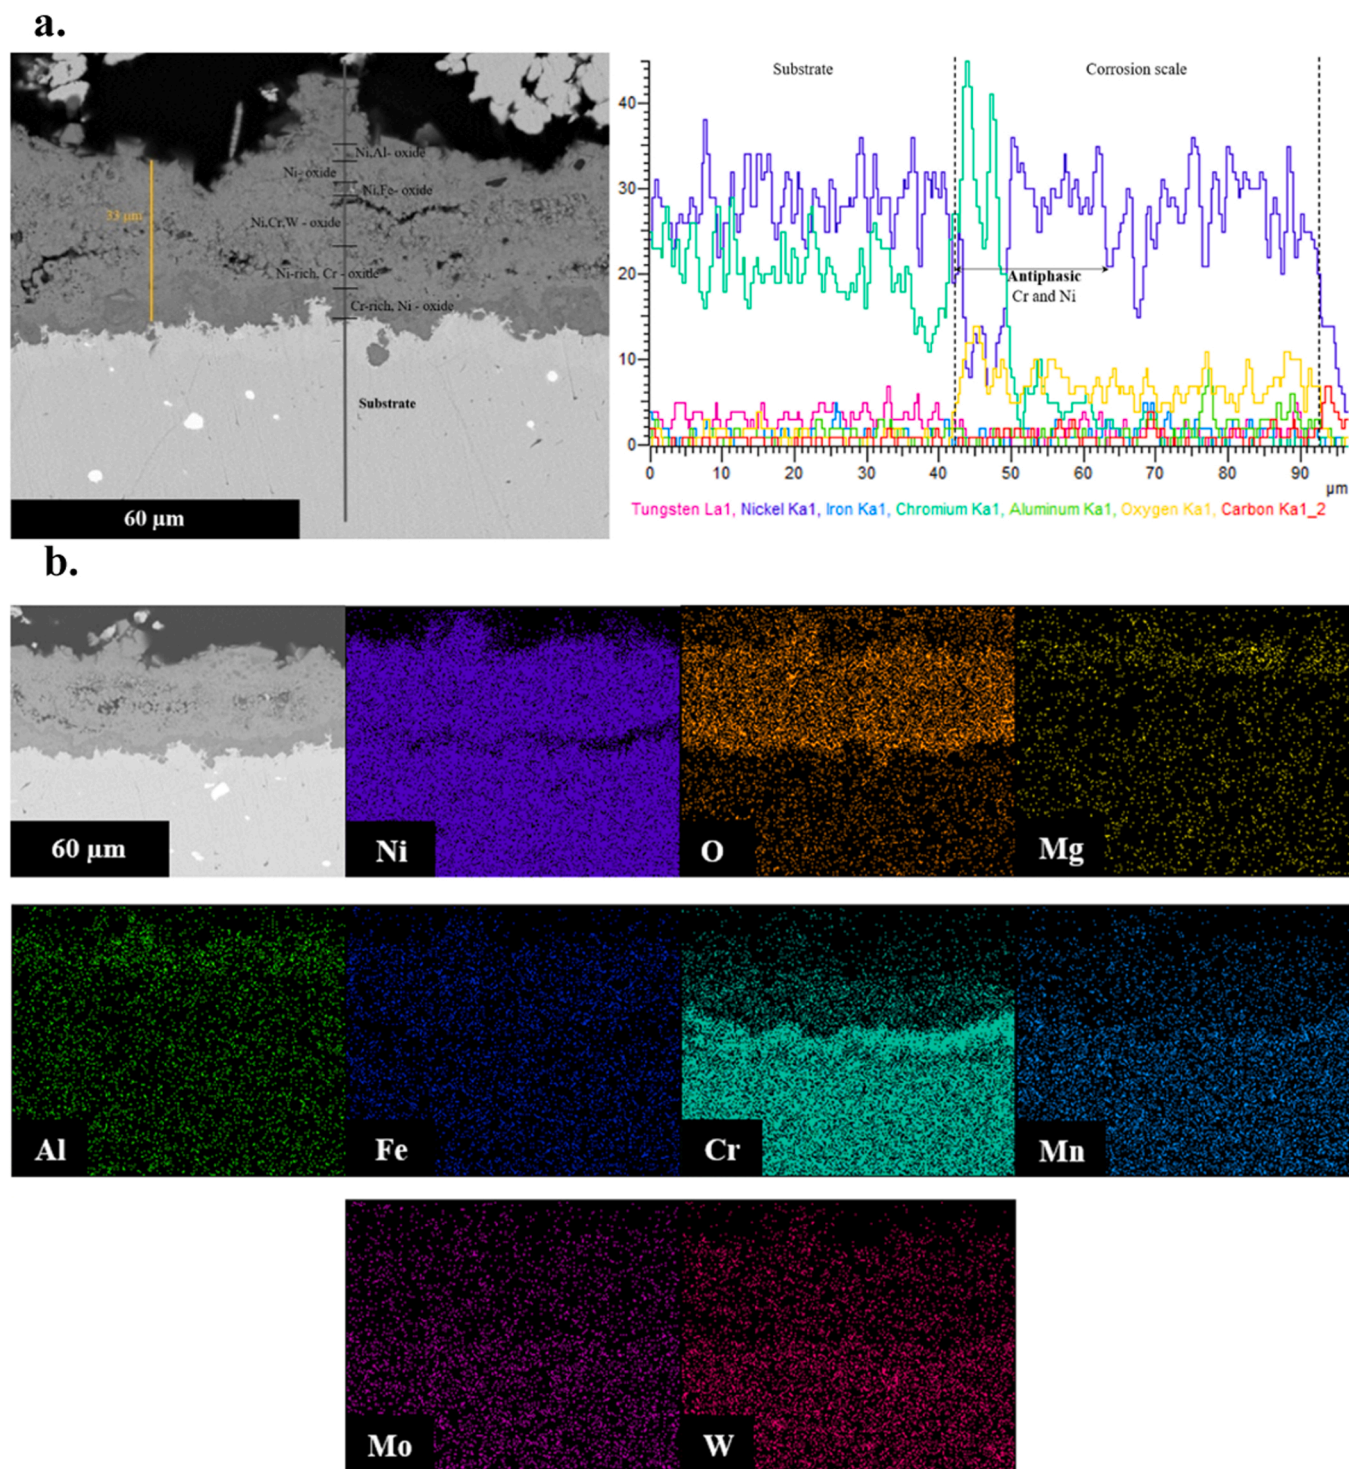 a.
Ni,Al- oxide
Ni- oxide
Ni,Fe- oxide
33 µm
Ni,Cr,W - oxide
Ni-rich, Cr - oxide
Cr-rich, Ni - oxide
Substrate
60 µm
Substrate
Corrosion scale
40
30
20
10
0
Antiphasic
Cr and Ni
0 10 20 30 40 50 60 70 80 90
µm
Tungsten La1, Nickel Ka1, Iron Ka1, Chromium Ka1, Aluminum Ka1, Oxygen Ka1, Carbon Ka1_2
b.
60 µm
Ni
O
Mg
Al
Fe
Cr
Mn
Mo
W